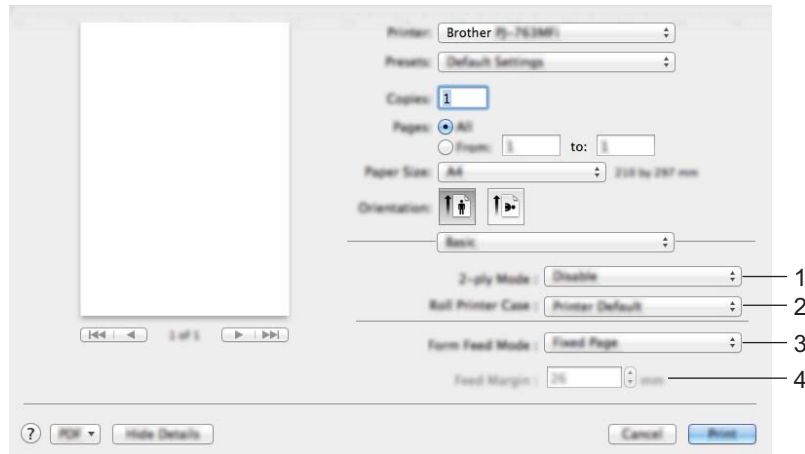 Printer: Brother PJ-763MFi
Presets: Default Settings
Copies: 1
Pages: All
From: 1 to: 1
Paper Size: A4 210 by 297 mm
Orientation:
Basic
2-ply Mode : Disable 1
Roll Printer Case : Printer Default 2
1 of 1
Form Feed Mode : Fixed Page 3
Feed Margin : 26 mm 4
? PDF Hide Details Cancel Print